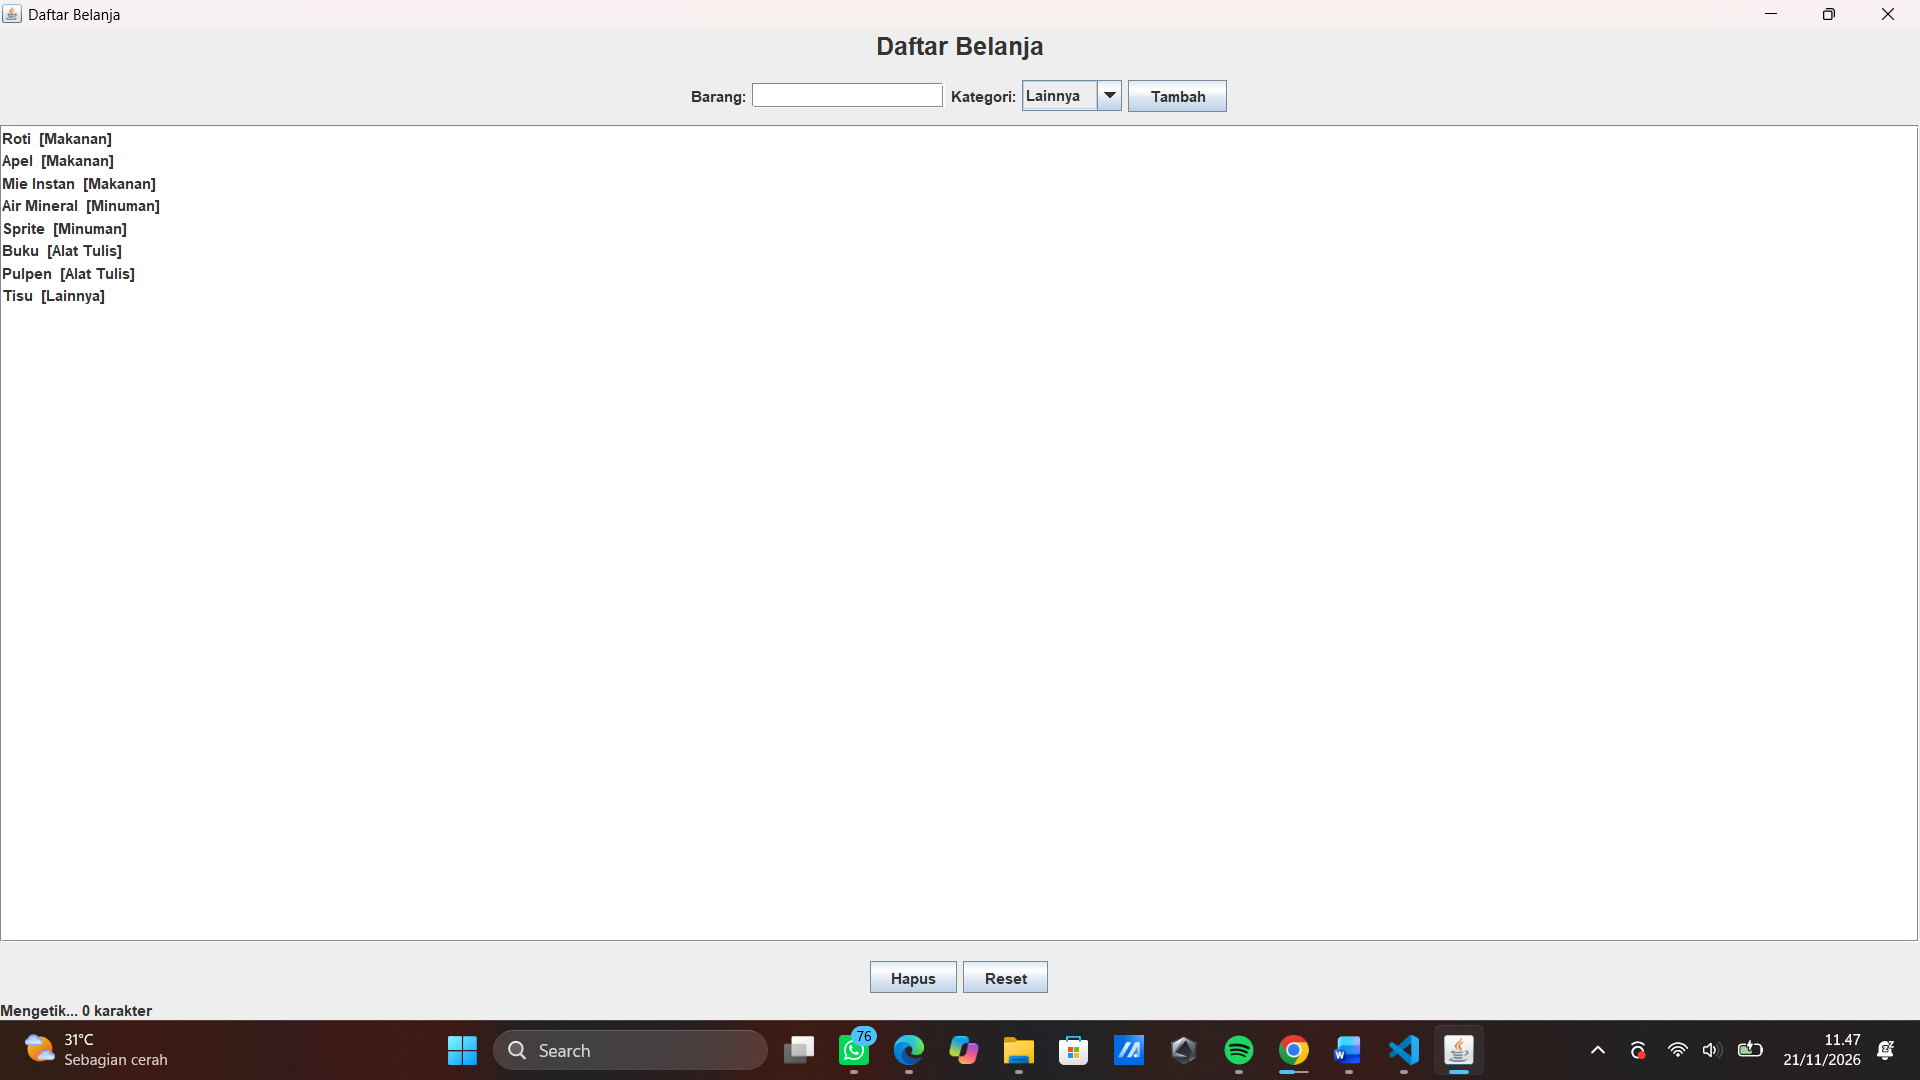 Daftar Belanja
Daftar Belanja
Barang: Kategori: Lainnya Tambah
Roti [Makanan]
Apel [Makanan]
Mie Instan [Makanan]
Air Mineral [Minuman]
Sprite [Minuman]
Buku [Alat Tulis]
Pulpen [Alat Tulis]
Tisu [Lainnya]
Hapus Reset
Mengetik... 0 karakter
31°C
Sebagian cerah
Search
76
11.47
21/11/2026